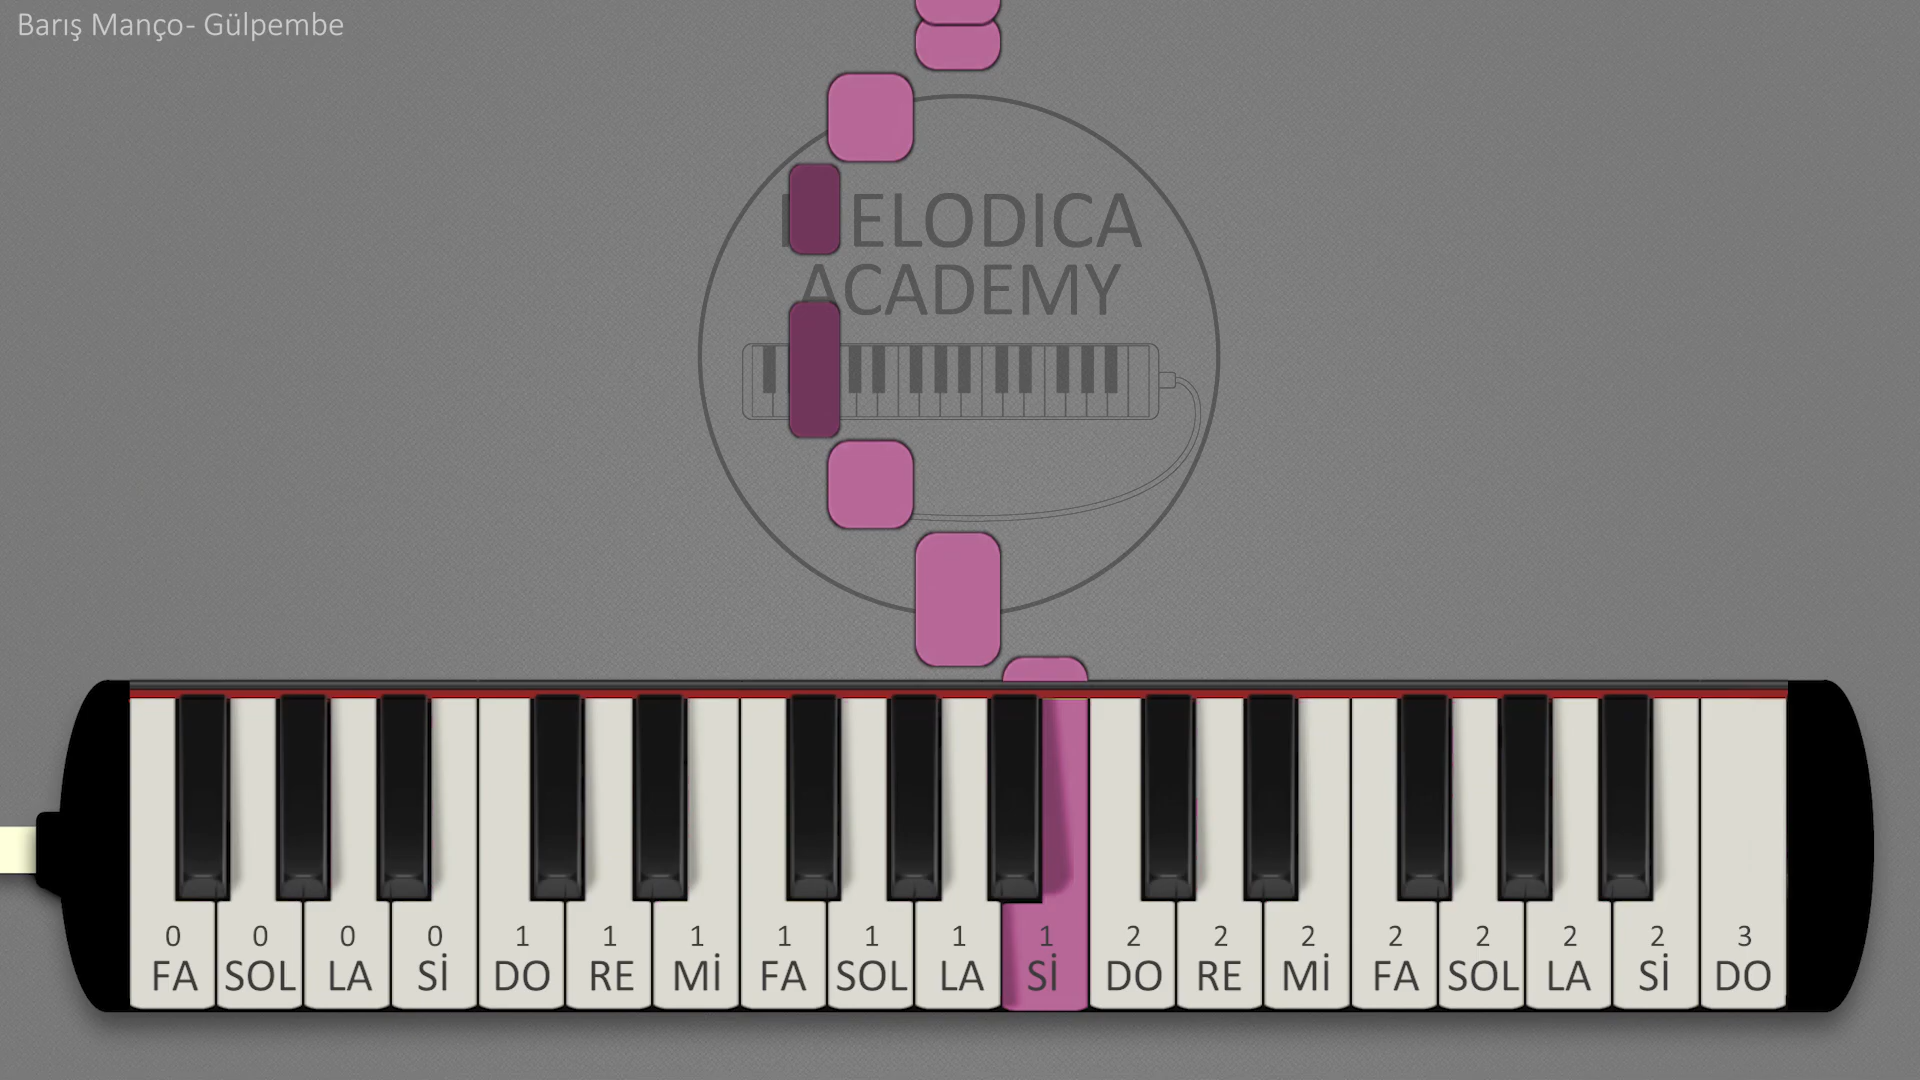 Barış Manço- Gülpembe
MELODICA
ACADEMY
0 0 0 0 1 1 1 1 1 1 1 2 2 2 2 2 2 2 3
FA SOL LA Sİ DO RE Mİ FA SOL LA Sİ DO RE Mİ FA SOL LA Sİ DO